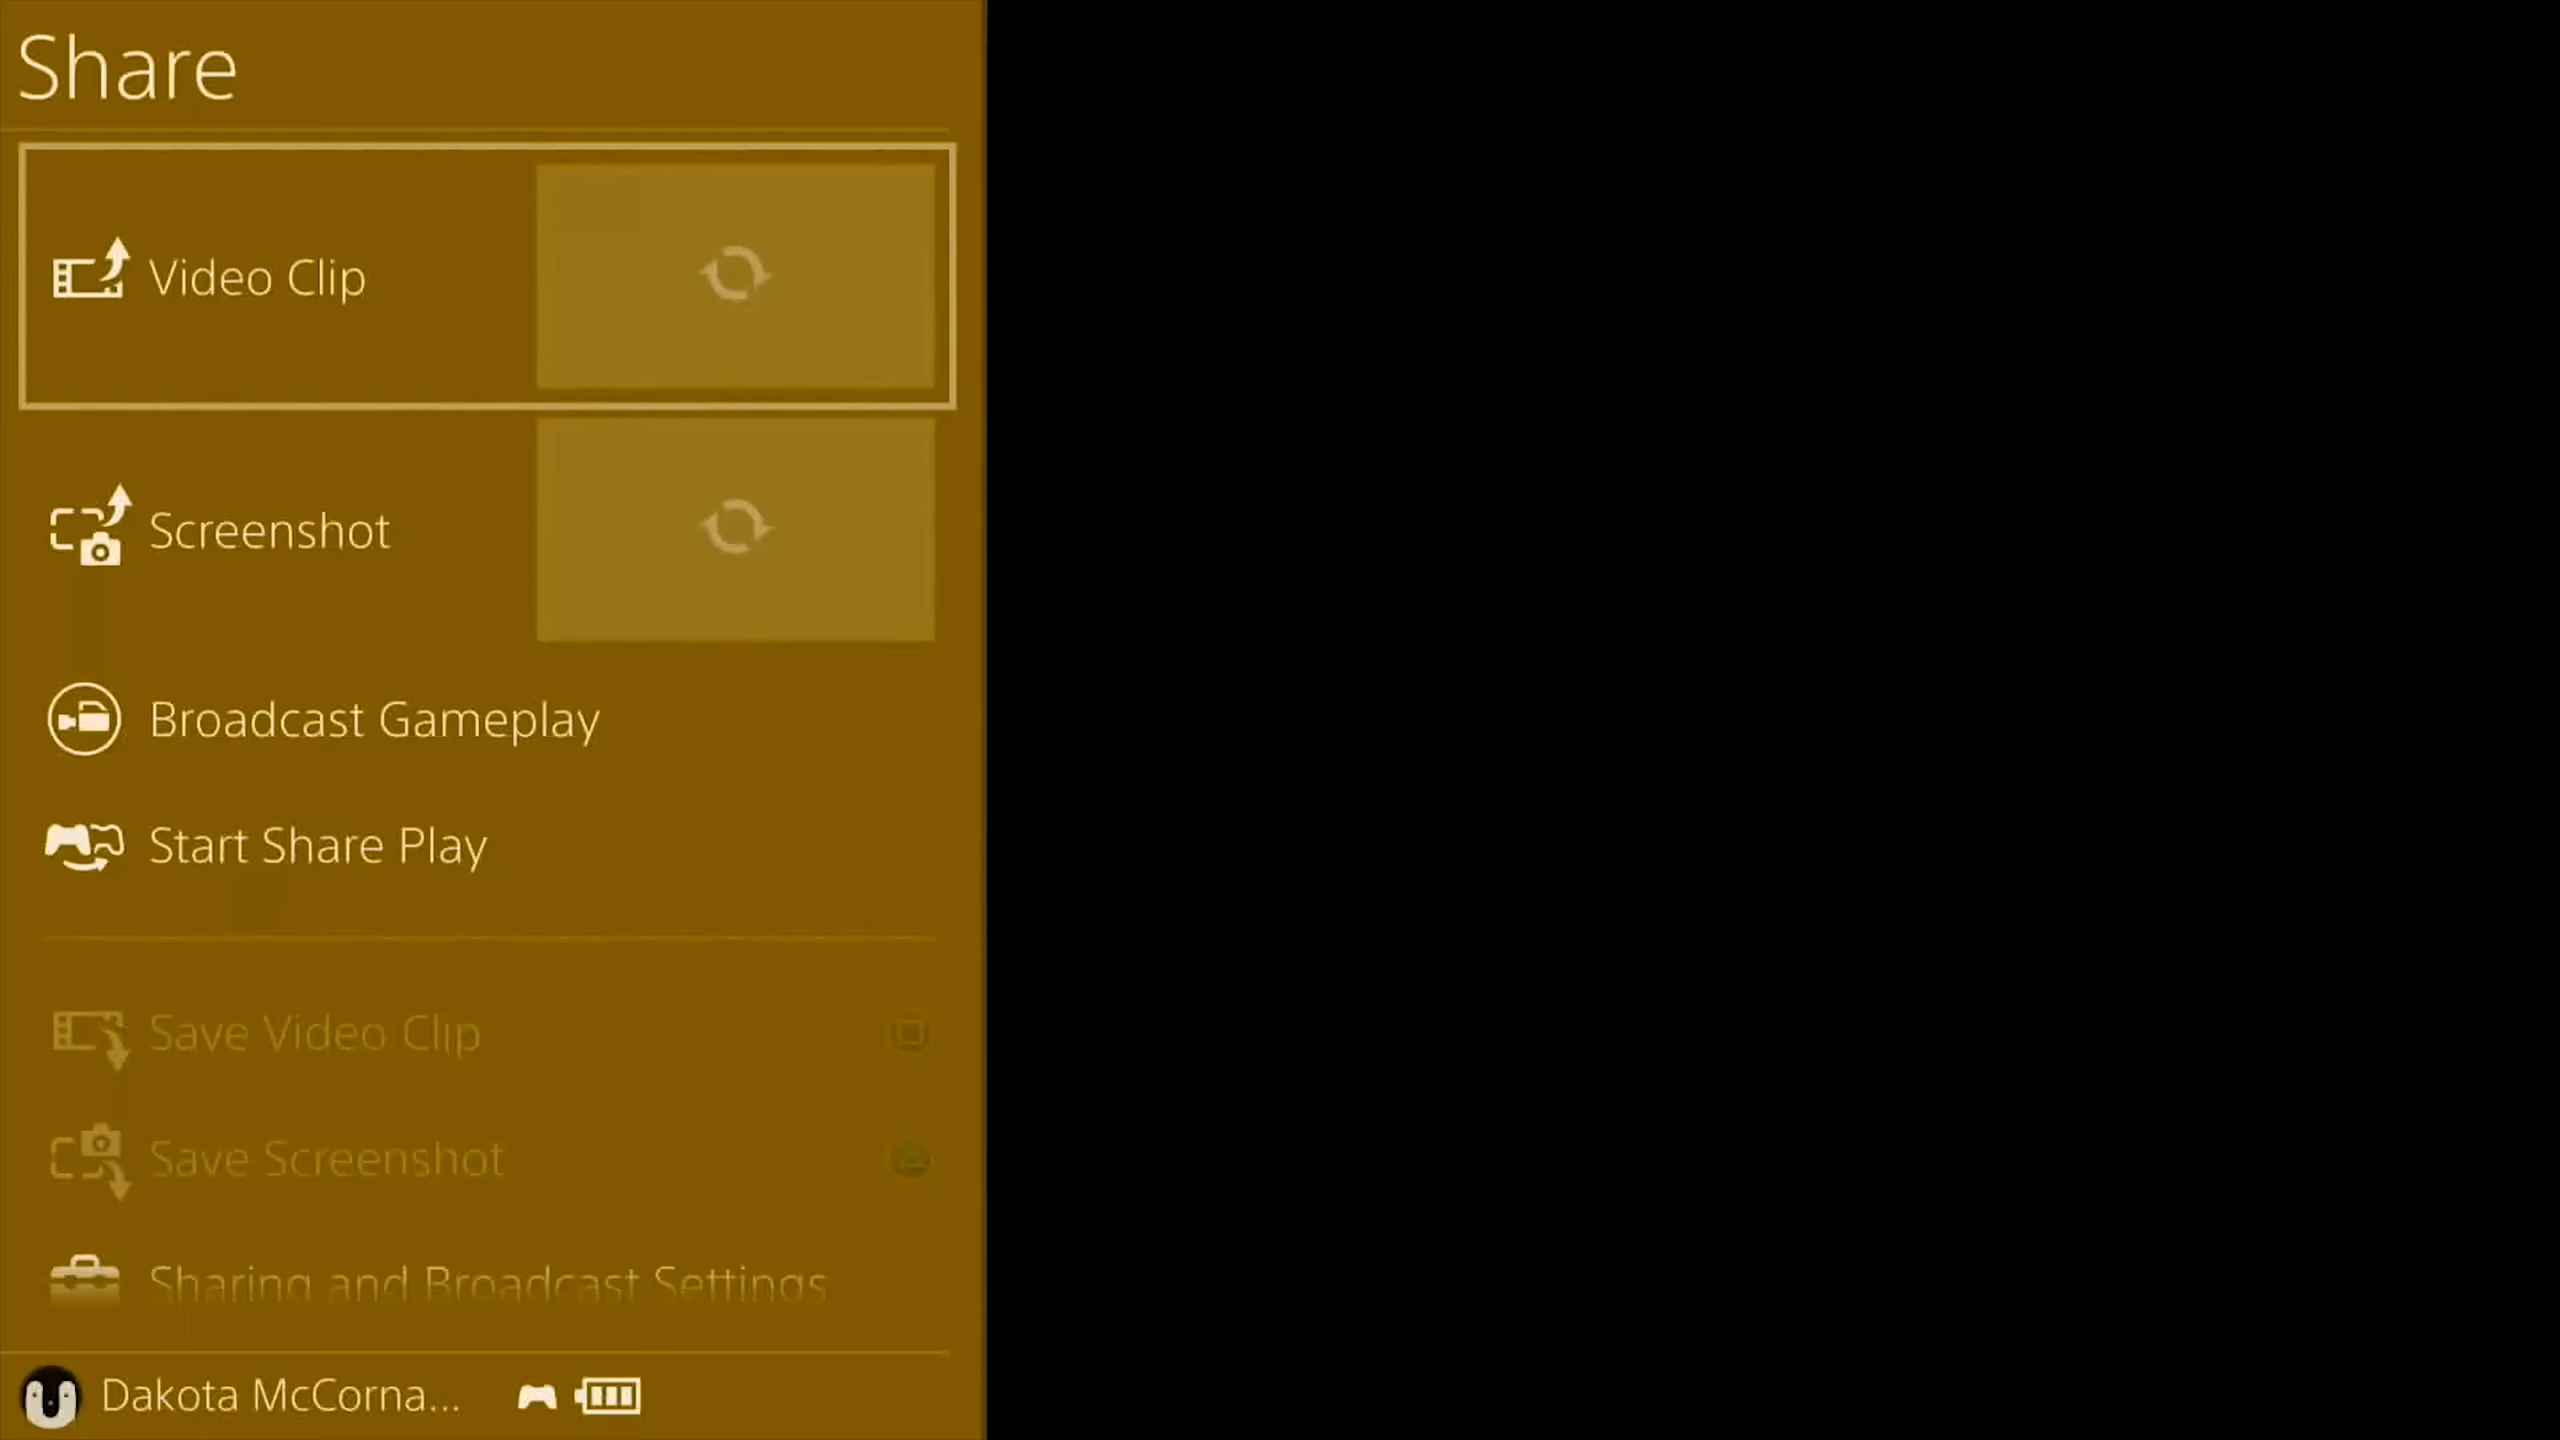 Share
Video Clip
Screenshot
Broadcast Gameplay
Start Share Play
Save Video Clip
Save Screenshot
Sharing and Broadcast Settings
Dakota McCorna...